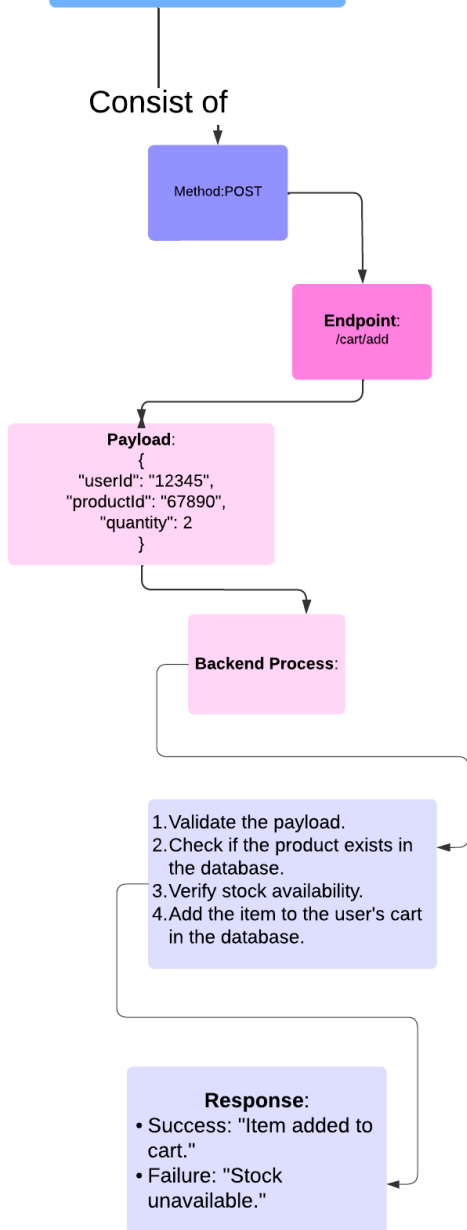 Consist of
Method:POST
Endpoint:
/cart/add
Payload:
{
"userId": "12345",
"productId": "67890",
"quantity": 2
}
Backend Process:
1.Validate the payload.
2.Check if the product exists in
the database.
3.Verify stock availability.
4.Add the item to the user's cart
in the database.
Response:
• Success: "Item added to
cart."
• Failure: "Stock
unavailable."